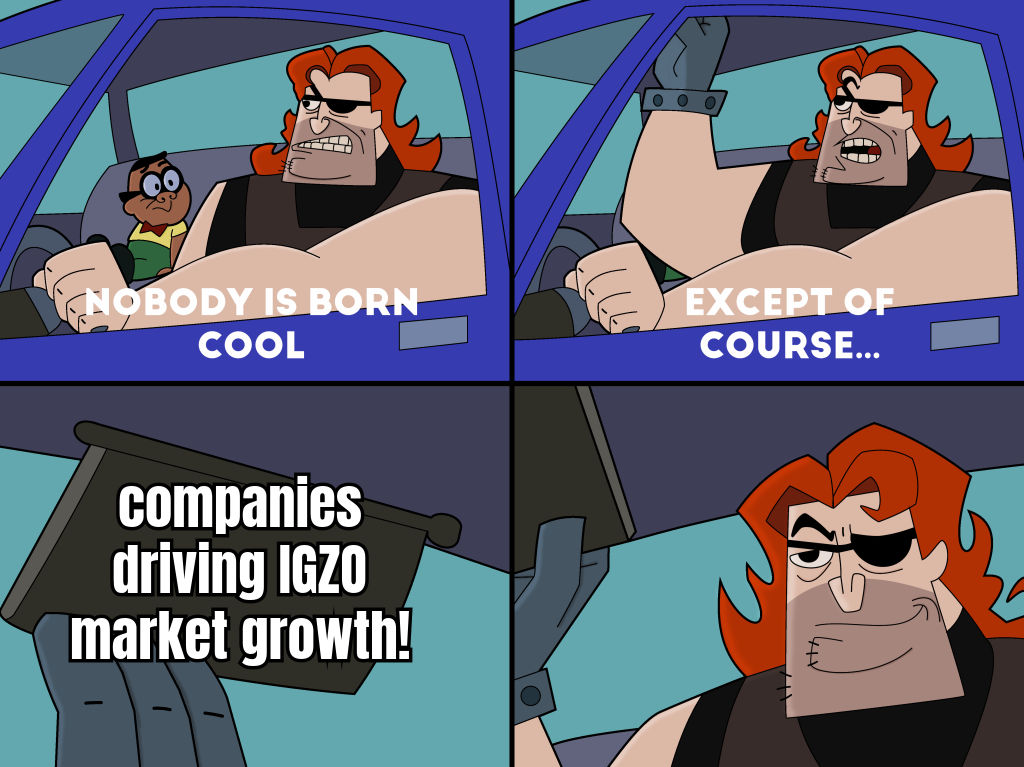 NOBODY IS BORN
COOL
EXCEPT OF
COURSE...
companies
driving IGZO
market growth!